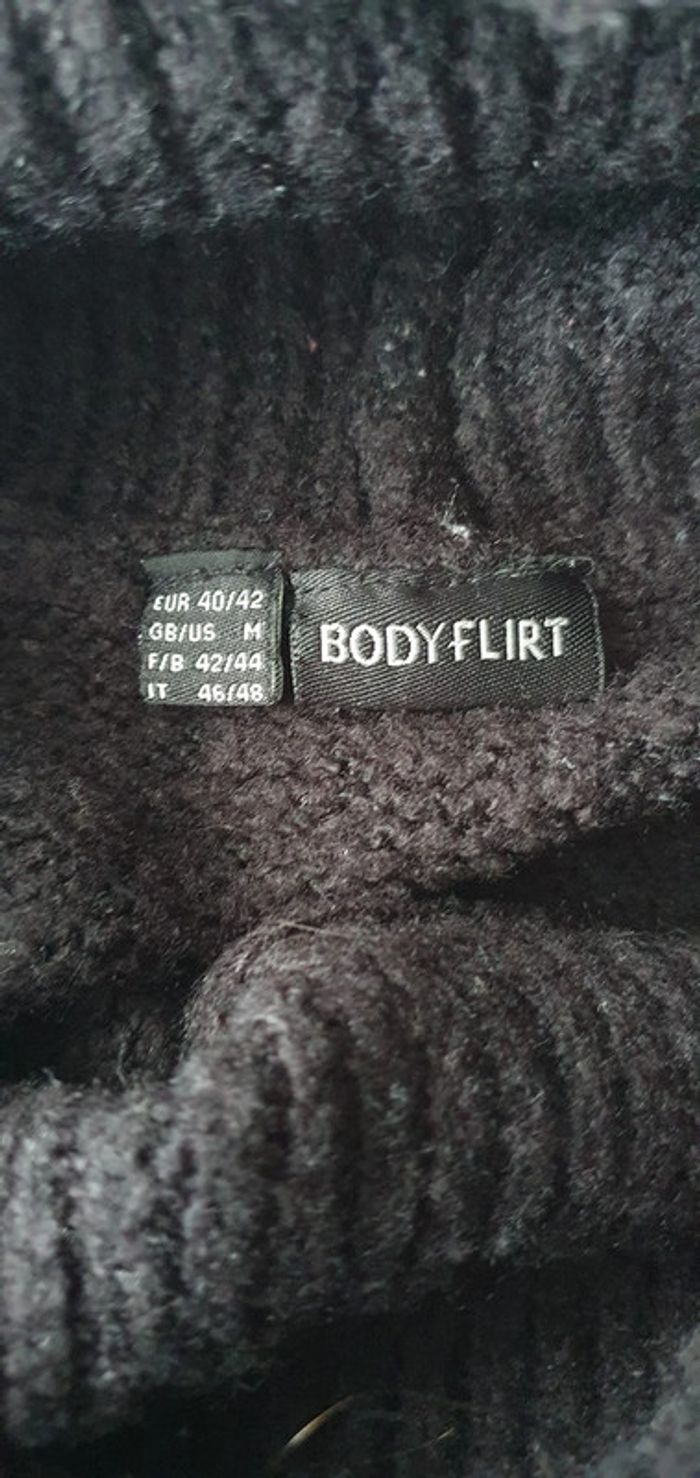 EUR 40/42
GB/US M
F/B 42/44
IT 46/48
BODYFLIRT